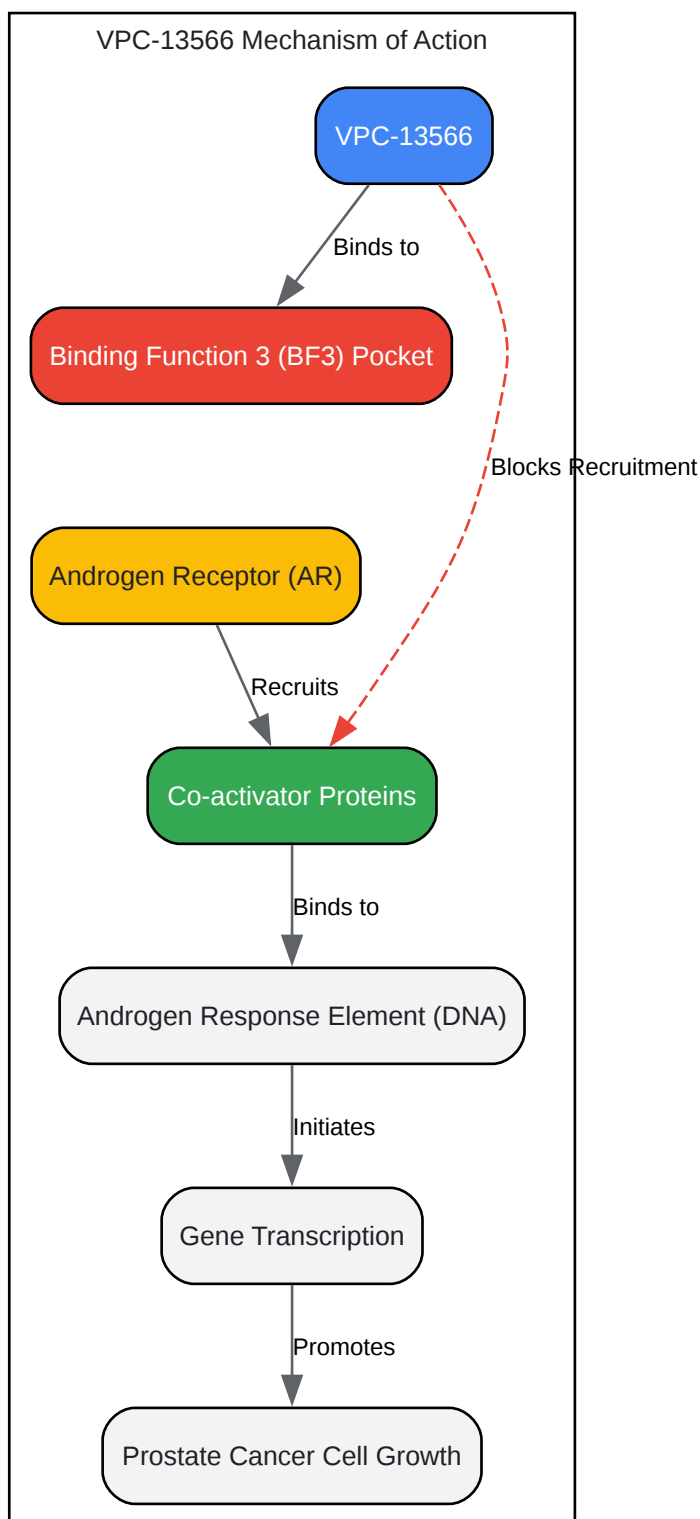 VPC-13566 Mechanism of Action
VPC-13566
Binds to
Binding Function 3 (BF3) Pocket
Blocks Recruitment
Androgen Receptor (AR)
Recruits
Co-activator Proteins
Binds to
Androgen Response Element (DNA)
Initiates
Gene Transcription
Promotes
Prostate Cancer Cell Growth